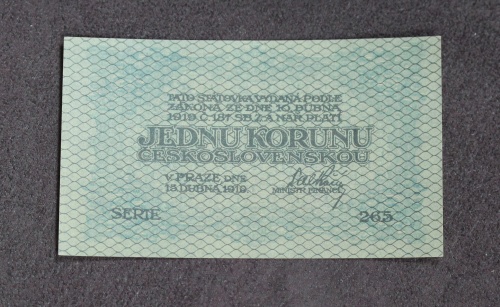 TATO STÁTOVKA VYDANÁ PODLE
ZÁKONA ZE DNE 10. DUBNA
1919 Č 187 SB.Z.A NAŘ. PLATÍ
JEDNU KORUNU
ČESKOSLOVENSKOU
V PRAZE DNE
15. DUBNA 1919.
MINISTR FINANCÍ
SERIE
265